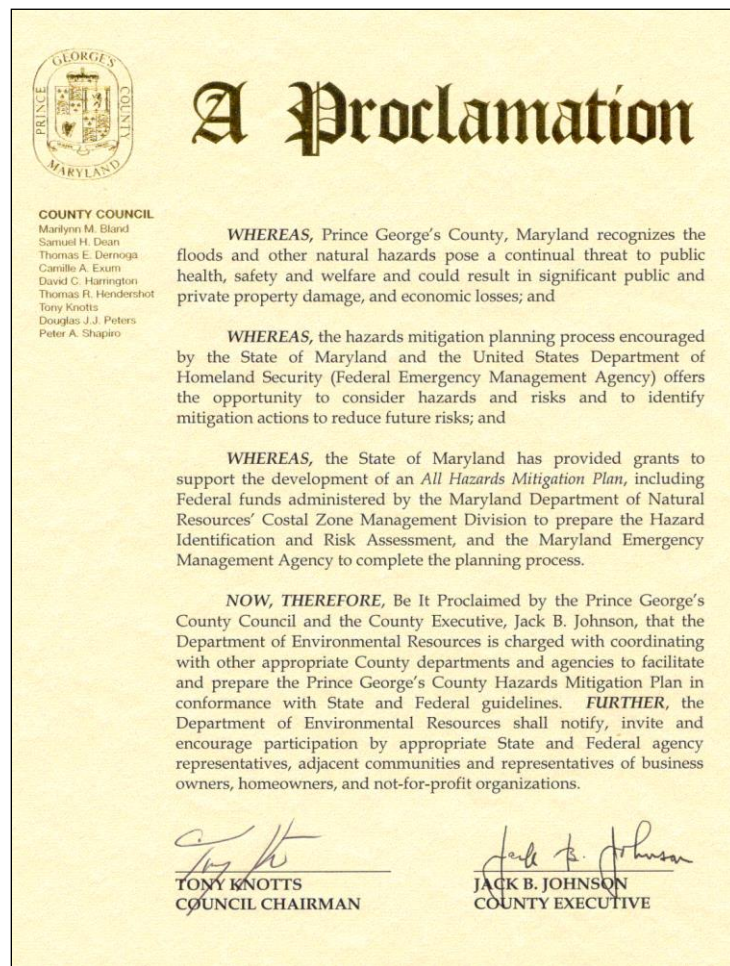 GEORGE'S
PRINCE
COUNTY
MARYLAND
A Proclamation
COUNTY COUNCIL
Marilynn M. Bland
Samuel H. Dean
Thomas E. Dernoga
Camille A. Exum
David C. Harrington
Thomas R. Hendershot
Tony Knotts
Douglas J.J. Peters
Peter A. Shapiro
WHEREAS, Prince George's County, Maryland recognizes the
floods and other natural hazards pose a continual threat to public
health, safety and welfare and could result in significant public and
private property damage, and economic losses; and
WHEREAS, the hazards mitigation planning process encouraged
by the State of Maryland and the United States Department of
Homeland Security (Federal Emergency Management Agency) offers
the opportunity to consider hazards and risks and to identify
mitigation actions to reduce future risks; and
WHEREAS, the State of Maryland has provided grants to
support the development of an All Hazards Mitigation Plan, including
Federal funds administered by the Maryland Department of Natural
Resources' Costal Zone Management Division to prepare the Hazard
Identification and Risk Assessment, and the Maryland Emergency
Management Agency to complete the planning process.
NOW, THEREFORE, Be It Proclaimed by the Prince George's
County Council and the County Executive, Jack B. Johnson, that the
Department of Environmental Resources is charged with coordinating
with other appropriate County departments and agencies to facilitate
and prepare the Prince George's County Hazards Mitigation Plan in
conformance with State and Federal guidelines. FURTHER, the
Department of Environmental Resources shall notify, invite and
encourage participation by appropriate State and Federal agency
representatives, adjacent communities and representatives of business
owners, homeowners, and not-for-profit organizations.
Jack B. Johnson
TONY KNOTTS
COUNCIL CHAIRMAN
JACK B. JOHNSON
COUNTY EXECUTIVE